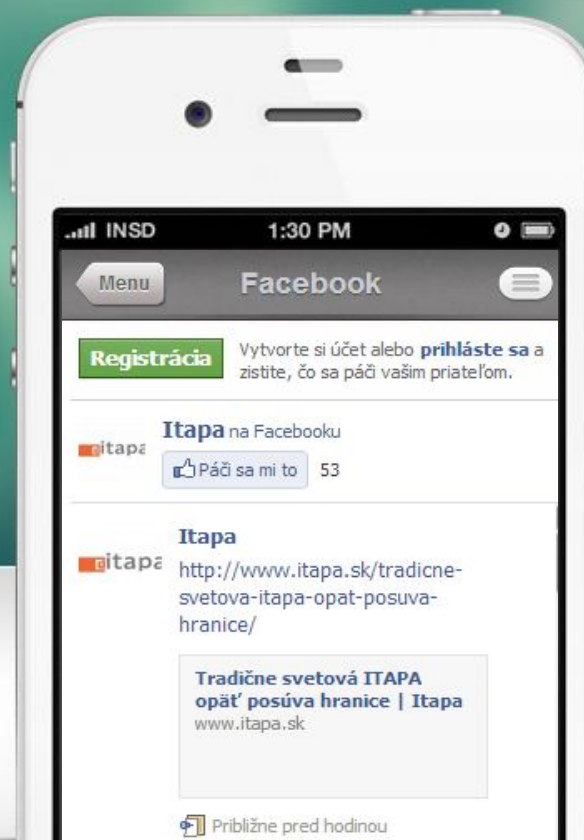 INSD 1:30 PM
Menu Facebook
Registrácia
Vytvorte si účet alebo prihláste sa a
zistite, čo sa páči vašim priateľom.
itapa
Itapa na Facebooku
Páči sa mi to 53
itapa
Itapa
http://www.itapa.sk/tradicne-
svetova-itapa-opat-posuva-
hranice/
Tradične svetová ITAPA
opäť posúva hranice | Itapa
www.itapa.sk
Približne pred hodinou